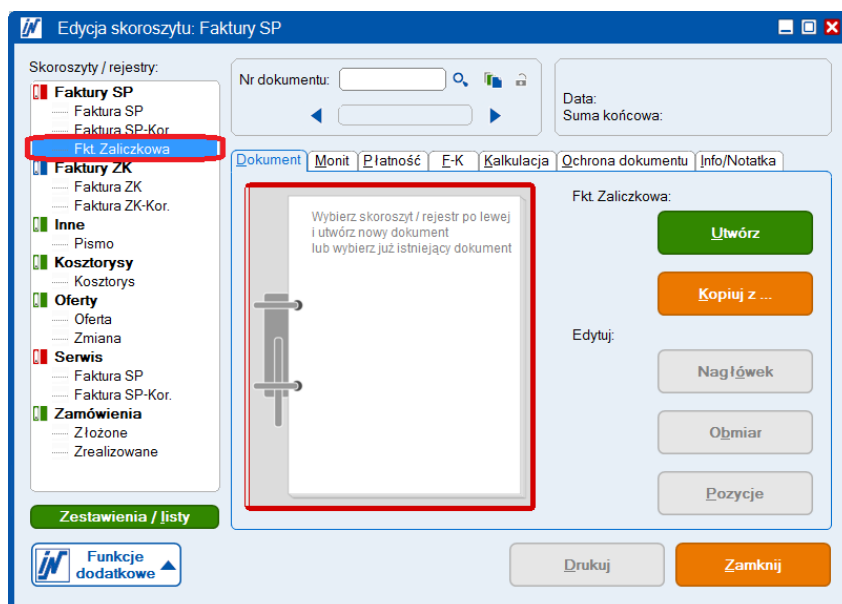 Edycja skoroszytu: Faktury SP
Skoroszyty / rejestry:
Faktury SP
Faktura SP
Faktura SP-Kor.
Fkt. Zaliczkowa
Faktury ZK
Faktura ZK
Faktura ZK-Kor.
Inne
Pismo
Kosztorysy
Kosztorys
Oferty
Oferta
Zmiana
Serwis
Faktura SP
Faktura SP-Kor.
Zamówienia
Złożone
Zrealizowane
Zestawienia / listy
Funkcje
dodatkowe
Nr dokumentu:
Data:
Suma końcowa:
Dokument Monit Płatność F-K Kalkulacja Ochrona dokumentu Info/Notatka
Wybierz skoroszyt / rejestr po lewej
i utwórz nowy dokument
lub wybierz już istniejący dokument
Fkt. Zaliczkowa:
Utwórz
Kopiuj z ...
Edytuj:
Nagłówek
Obmiar
Pozycje
Drukuj
Zamknij